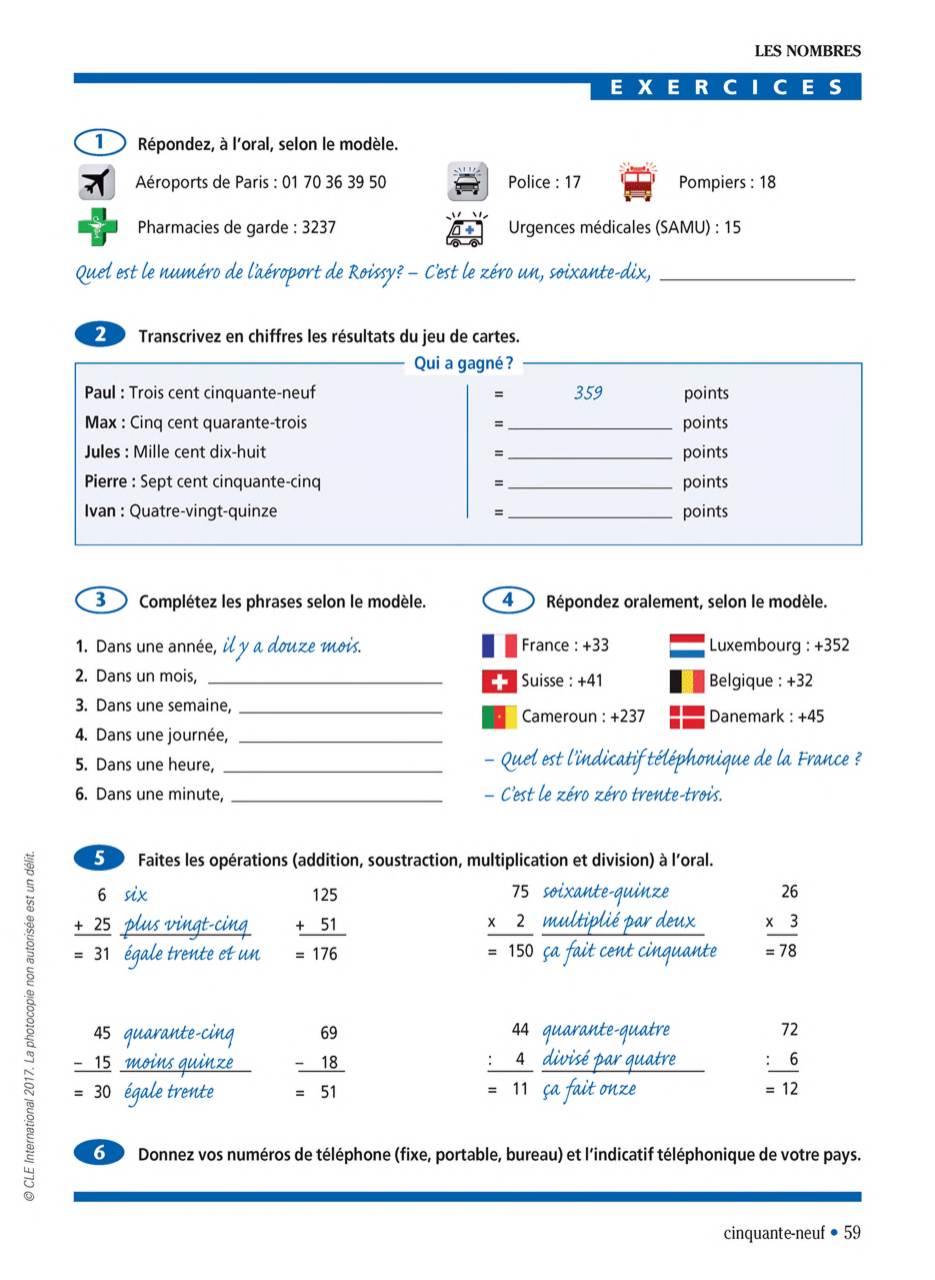 LES NOMBRES
EXERCICES
1 Répondez, à l'oral, selon le modèle.
Aéroports de Paris : 01 70 36 39 50 Police : 17 Pompiers : 18
Pharmacies de garde : 3237 Urgences médicales (SAMU) : 15
Quel est le numéro de l'aéroport de Roissy? – C'est le zéro un, soixante-dix,
2 Transcrivez en chiffres les résultats du jeu de cartes.
Qui a gagné ?
Paul : Trois cent cinquante-neuf = 359 points
Max : Cinq cent quarante-trois = points
Jules : Mille cent dix-huit = points
Pierre : Sept cent cinquante-cinq = points
Ivan : Quatre-vingt-quinze = points
3 Complétez les phrases selon le modèle.
1. Dans une année, il y a douze mois.
2. Dans un mois,
3. Dans une semaine,
4. Dans une journée,
5. Dans une heure,
6. Dans une minute,
4 Répondez oralement, selon le modèle.
France : +33 Luxembourg : +352
Suisse : +41 Belgique : +32
Cameroun : +237 Danemark : +45
– Quel est l'indicatif téléphonique de la France ?
– C'est le zéro zéro trente-trois.
5 Faites les opérations (addition, soustraction, multiplication et division) à l'oral.
6 six 125 75 soixante-quinze 26
+ 25 plus vingt-cinq + 51 x 2 multiplié par deux x 3
= 31 égale trente et un = 176 = 150 ça fait cent cinquante = 78
45 quarante-cinq 69 44 quarante-quatre 72
– 15 moins quinze – 18 : 4 divisé par quatre : 6
= 30 égale trente = 51 = 11 ça fait onze = 12
6 Donnez vos numéros de téléphone (fixe, portable, bureau) et l'indicatif téléphonique de votre pays.
© CLE International 2017. La photocopie non autorisée est un délit.
cinquante-neuf • 59